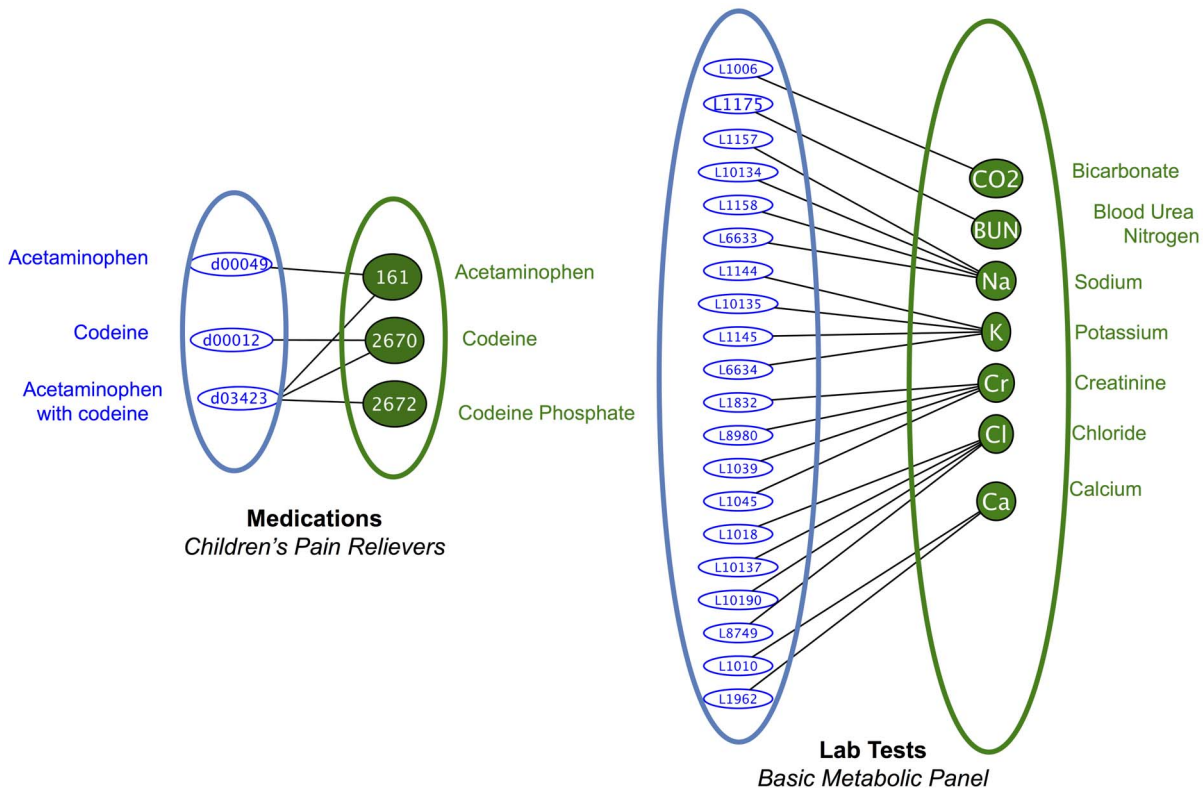 Acetaminophen
d00049
161
Acetaminophen
Codeine
d00012
2670
Codeine
Acetaminophen
with codeine
d03423
2672
Codeine Phosphate
Medications
Children's Pain Relievers
L1006
L1175
L1157
L10134
L1158
L6633
L1144
L10135
L1145
L6634
L1832
L8980
L1039
L1045
L1018
L10137
L10190
L8749
L1010
L1962
CO2
Bicarbonate
BUN
Blood Urea
Nitrogen
Na
Sodium
K
Potassium
Cr
Creatinine
Cl
Chloride
Ca
Calcium
Lab Tests
Basic Metabolic Panel